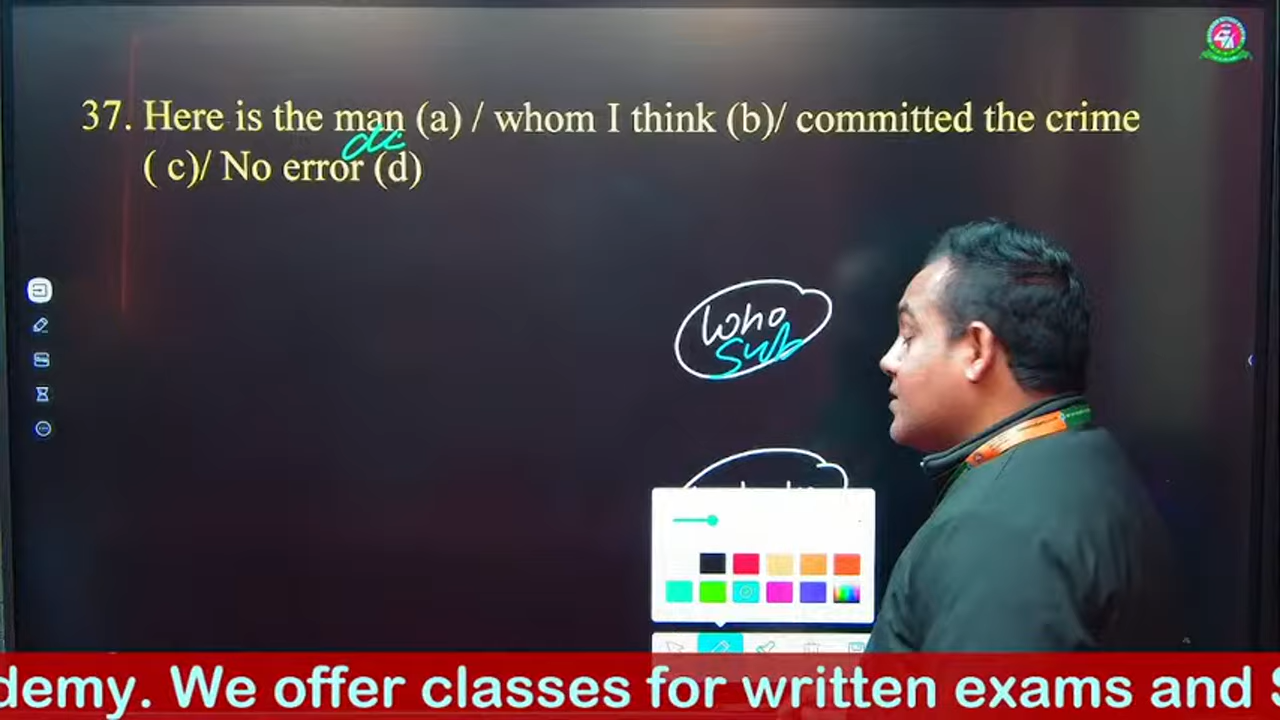 37. Here is the man (a) / whom I think (b)/ committed the crime
( c)/ No error (d)
who
Sub
demy. We offer classes for written exams and S